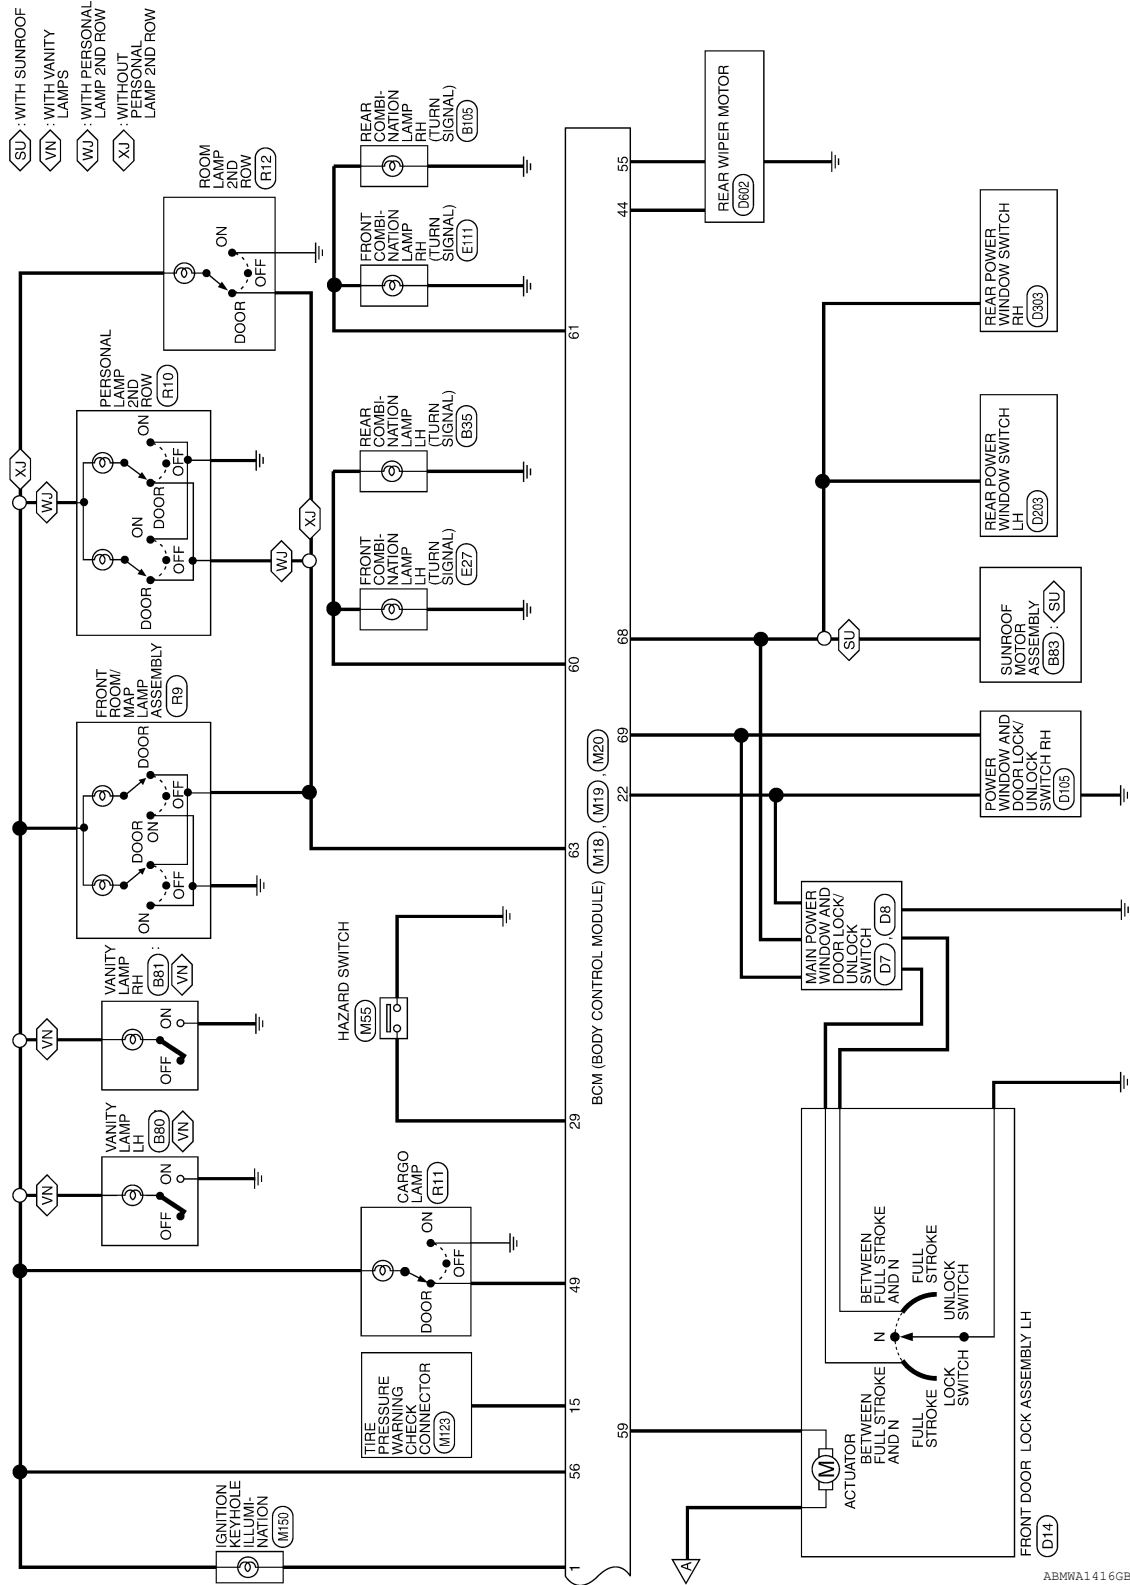 SU : WITH SUNROOF
VN : WITH VANITY
LAMPS
WJ : WITH PERSONAL
LAMP 2ND ROW
XJ : WITHOUT
PERSONAL
LAMP 2ND ROW
IGNITION
KEYHOLE
ILLUMI-
NATION
M150
TIRE
PRESSURE
WARNING
CHECK
CONNECTOR
M123
CARGO
LAMP
R11
DOOR
OFF
ON
VN
VANITY
LAMP
LH
B80 :
VN
OFF
ON
VN
VANITY
LAMP
RH
B81 :
VN
OFF
ON
HAZARD SWITCH
M55
FRONT
ROOM/
MAP
LAMP
ASSEMBLY
R9
ON
OFF
DOOR
ON
OFF
DOOR
WJ
XJ
PERSONAL
LAMP
2ND
ROW
R10
DOOR
OFF
ON
DOOR
OFF
ON
WJ
XJ
ROOM
LAMP
2ND
ROW
R12
DOOR
OFF
ON
FRONT
COMBI-
NATION
LAMP
LH
(TURN
SIGNAL)
E27
REAR
COMBI-
NATION
LAMP
LH
(TURN
SIGNAL)
B35
FRONT
COMBI-
NATION
LAMP
RH
(TURN
SIGNAL)
E111
REAR
COMBI-
NATION
LAMP
RH
(TURN
SIGNAL)
B105
1
56
15
49
29
63
60
61
BCM (BODY CONTROL MODULE) M18 , M19 , M20
59
22
69
68
44
55
A
M
ACTUATOR
BETWEEN
FULL STROKE
AND N
FULL
STROKE
LOCK
SWITCH
N
BETWEEN
FULL STROKE
AND N
FULL
STROKE
UNLOCK
SWITCH
FRONT DOOR LOCK ASSEMBLY LH
D14
MAIN POWER
WINDOW AND
DOOR LOCK/
UNLOCK
SWITCH
D7 , D8
POWER
WINDOW AND
DOOR LOCK/
UNLOCK
SWITCH RH
D105
SU
SUNROOF
MOTOR
ASSEMBLY
B83 : SU
REAR POWER
WINDOW SWITCH
LH
D203
REAR POWER
WINDOW SWITCH
RH
D303
REAR WIPER MOTOR
D602
ABMWA1416GB